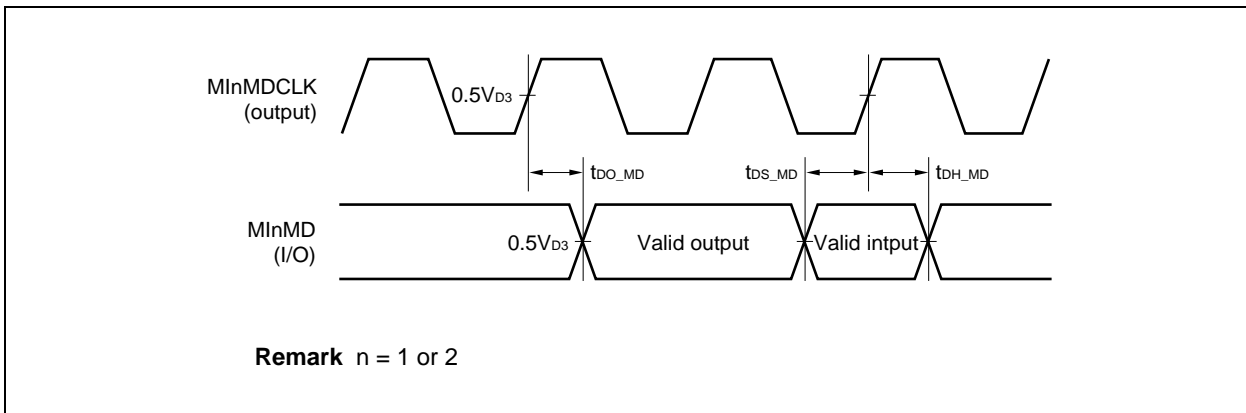 MInMDCLK
(output)
0.5VD3
tDO_MD
tDS_MD
tDH_MD
MInMD
(I/O)
0.5VD3
Valid output
Valid intput
Remark n = 1 or 2